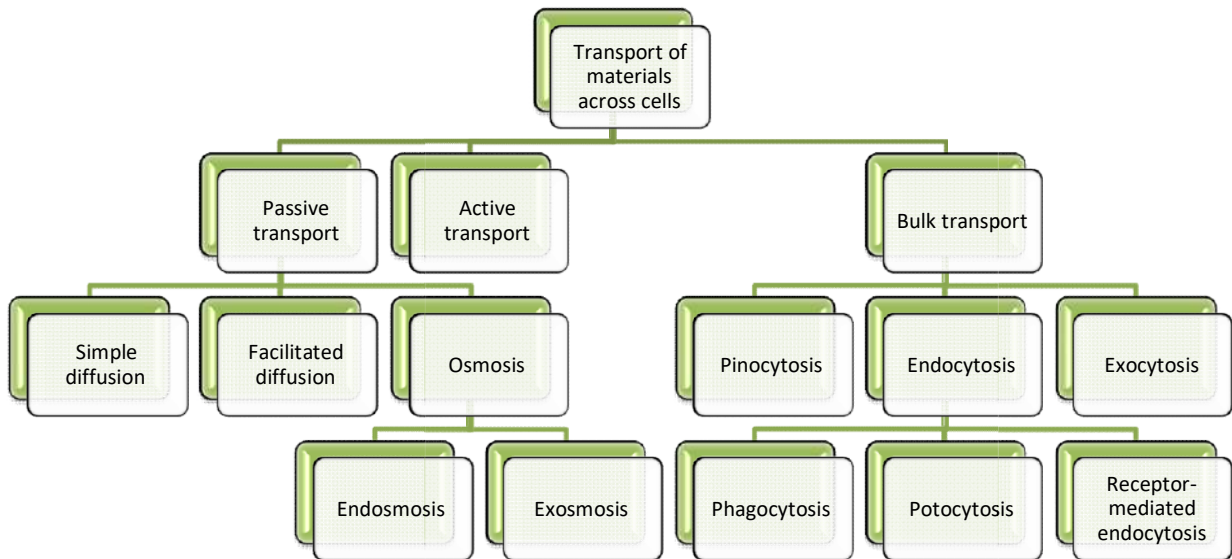 Transport of
materials
across cells
Passive
transport
Active
transport
Bulk transport
Simple
diffusion
Facilitated
diffusion
Osmosis
Pinocytosis
Endocytosis
Exocytosis
Endosmosis
Exosmosis
Phagocytosis
Potocytosis
Receptor-
mediated
endocytosis